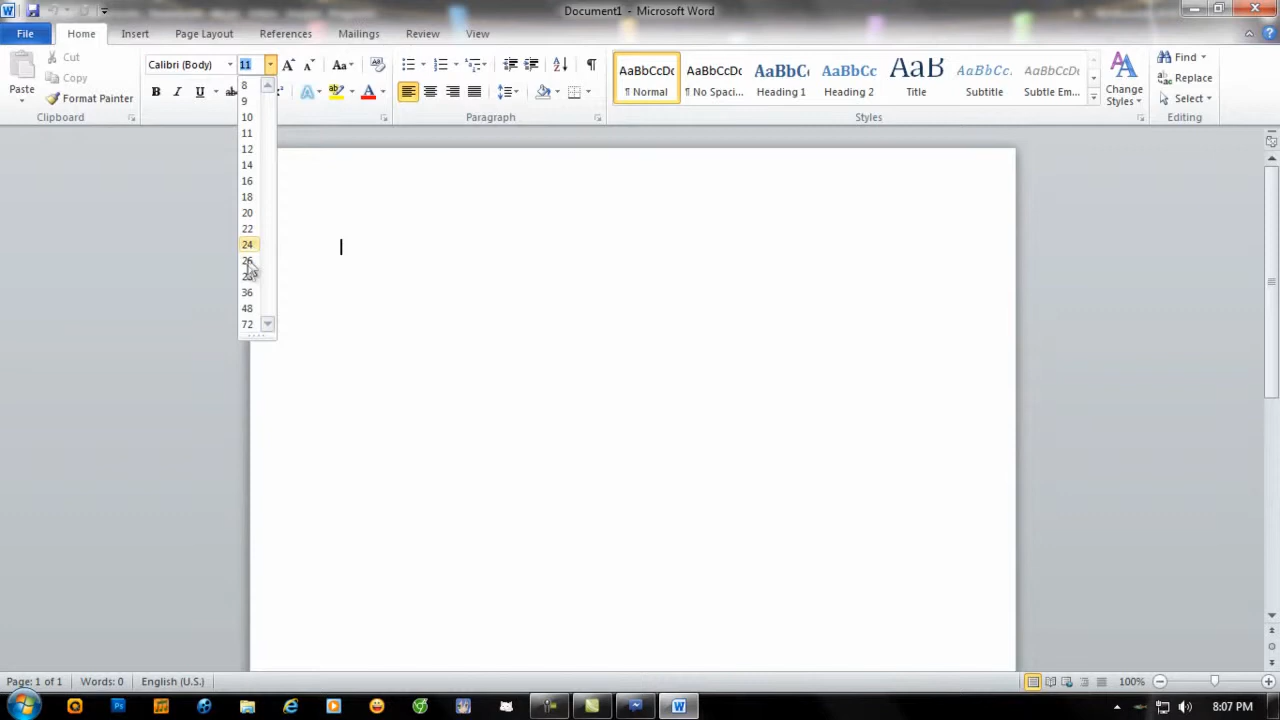 Document1 - Microsoft Word
File Home Insert Page Layout References Mailings Review View
Paste
Cut
Copy
Format Painter
Clipboard
Calibri (Body) 11
Aa
B I U
8
9
10
11
12
14
16
18
20
22
24
26
36
48
72
Paragraph
AaBbCcDc AaBbCcDc AaBbC AaBbCc AaB AaBbCc. AaBbCcDc
¶ Normal ¶ No Spaci... Heading 1 Heading 2 Title Subtitle Subtle Em...
Styles
Change
Styles
Find
Replace
Select
Editing
Page: 1 of 1 Words: 0 English (U.S.) 100%
8:07 PM